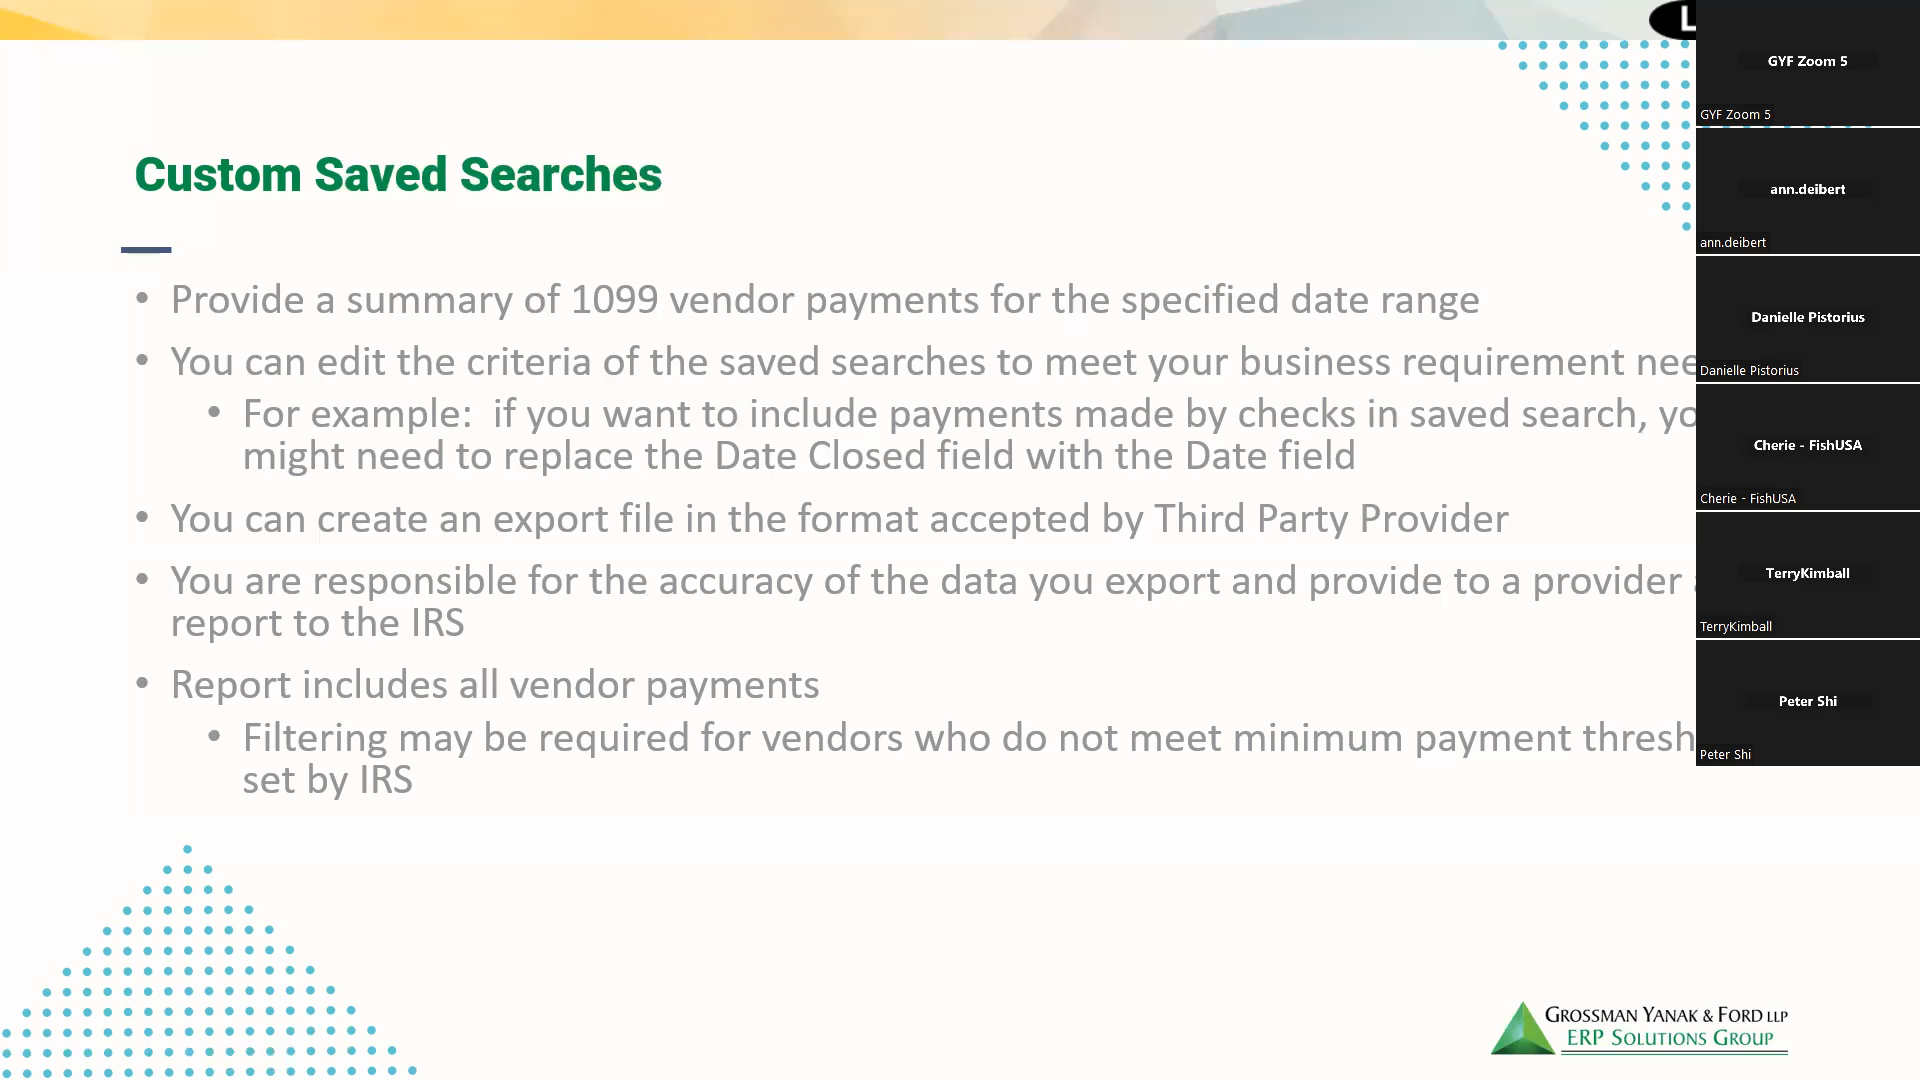 Custom Saved Searches
• Provide a summary of 1099 vendor payments for the specified date range
• You can edit the criteria of the saved searches to meet your business requirement nee
• For example:  if you want to include payments made by checks in saved search, yo
might need to replace the Date Closed field with the Date field
• You can create an export file in the format accepted by Third Party Provider
• You are responsible for the accuracy of the data you export and provide to a provider
report to the IRS
• Report includes all vendor payments
• Filtering may be required for vendors who do not meet minimum payment thresh
set by IRS
L
GYF Zoom 5
GYF Zoom 5
ann.deibert
ann.deibert
Danielle Pistorius
Danielle Pistorius
Cherie - FishUSA
Cherie - FishUSA
TerryKimball
TerryKimball
Peter Shi
Peter Shi
GROSSMAN YANAK & FORD LLP
ERP SOLUTIONS GROUP